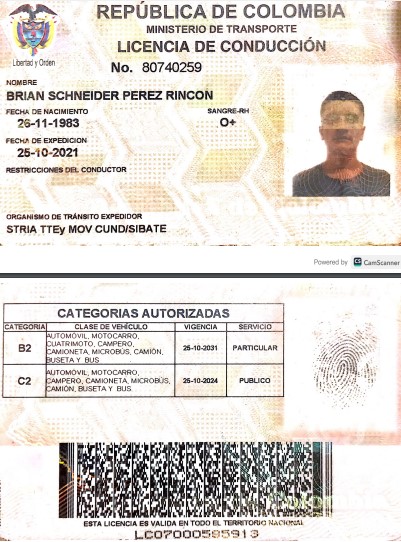 REPÚBLICA DE COLOMBIA
MINISTERIO DE TRANSPORTE
LICENCIA DE CONDUCCIÓN
Libertad y Orden
No. 80740259
NOMBRE
BRIAN SCHNEIDER PEREZ RINCON
FECHA DE NACIMIENTO SANGRE-RH
26-11-1983 O+
FECHA DE EXPEDICION
25-10-2021
RESTRICCIONES DEL CONDUCTOR
ORGANISMO DE TRÁNSITO EXPEDIDOR
STRIA TTEy MOV CUND/SIBATE
Powered by CS CamScanner
CATEGORIAS AUTORIZADAS
CATEGORIA CLASE DE VEHÍCULO VIGENCIA SERVICIO
B2 AUTOMÓVIL, MOTOCARRO, CUATRIMOTO, CAMPERO, CAMIONETA, MICROBÚS, CAMIÓN, BUSETA Y BUS 25-10-2031 PARTICULAR
C2 AUTOMÓVIL, MOTOCARRO, CAMPERO, CAMIONETA, MICROBÚS, CAMIÓN, BUSETA Y BUS 25-10-2024 PUBLICO
ESTA LICENCIA ES VALIDA EN TODO EL TERRITORIO NACIONAL
LC07000595913